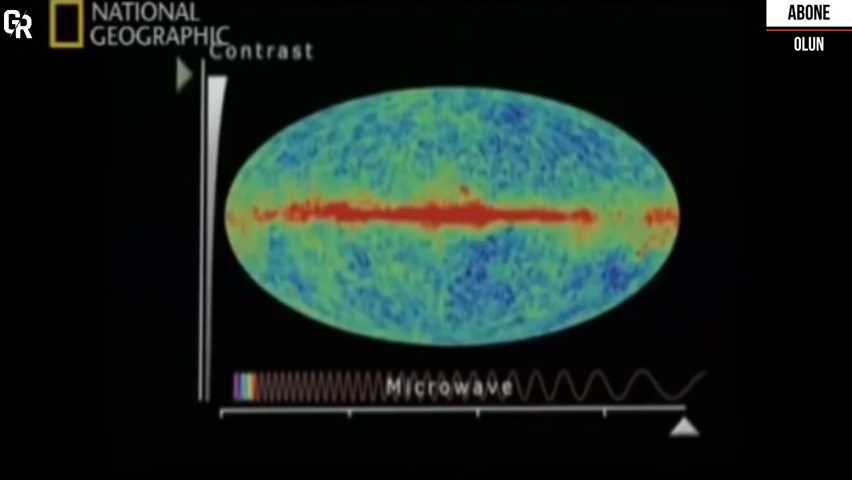 GR
NATIONAL
GEOGRAPHIC
Contrast
Microwave
ABONE
OLUN